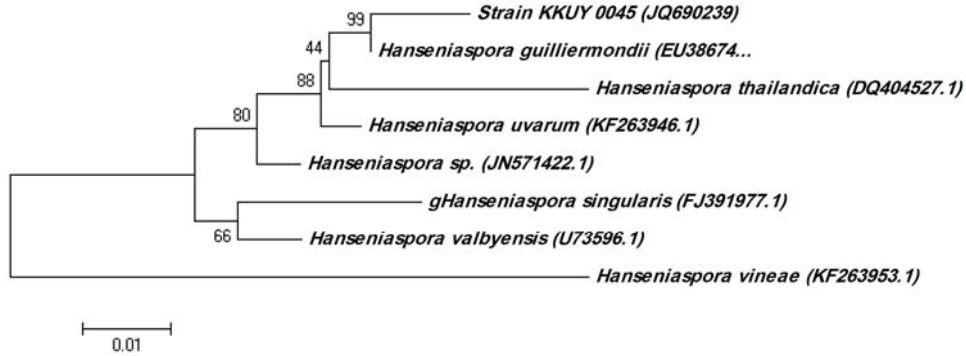 99
Strain KKUY 0045 (JQ690239)
Hanseniaspora guilliermondii (EU38674...
44
Hanseniaspora thailandica (DQ404527.1)
88
Hanseniaspora uvarum (KF263946.1)
80
Hanseniaspora sp. (JN571422.1)
gHanseniaspora singularis (FJ391977.1)
66
Hanseniaspora valbyensis (U73596.1)
Hanseniaspora vineae (KF263953.1)
0.01